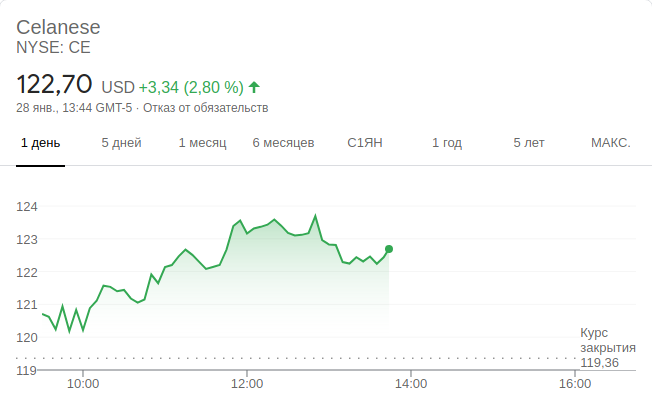 Celanese
NYSE: CE
122,70 USD +3,34 (2,80 %)
28 янв., 13:44 GMT-5 · Отказ от обязательств
1 день 5 дней 1 месяц 6 месяцев С1ЯН 1 год 5 лет МАКС.
124
123
122
121
120
Курс
закрытия
119,36
119
10:00 12:00 14:00 16:00